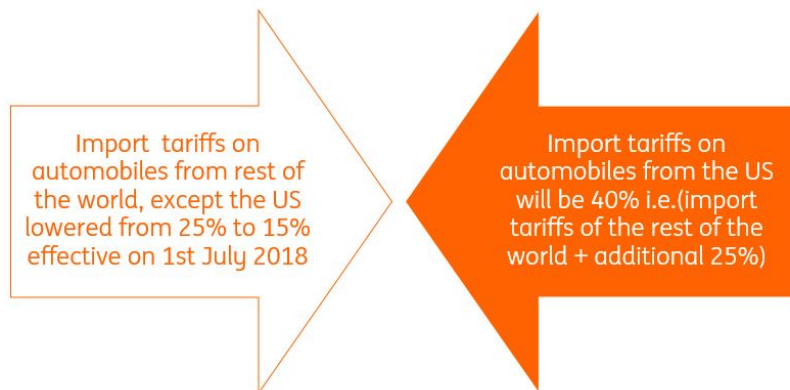 Import tariffs on
automobiles from rest of
the world, except the US
lowered from 25% to 15%
effective on 1st July 2018
Import tariffs on
automobiles from the US
will be 40% i.e.(import
tariffs of the rest of the
world + additional 25%)